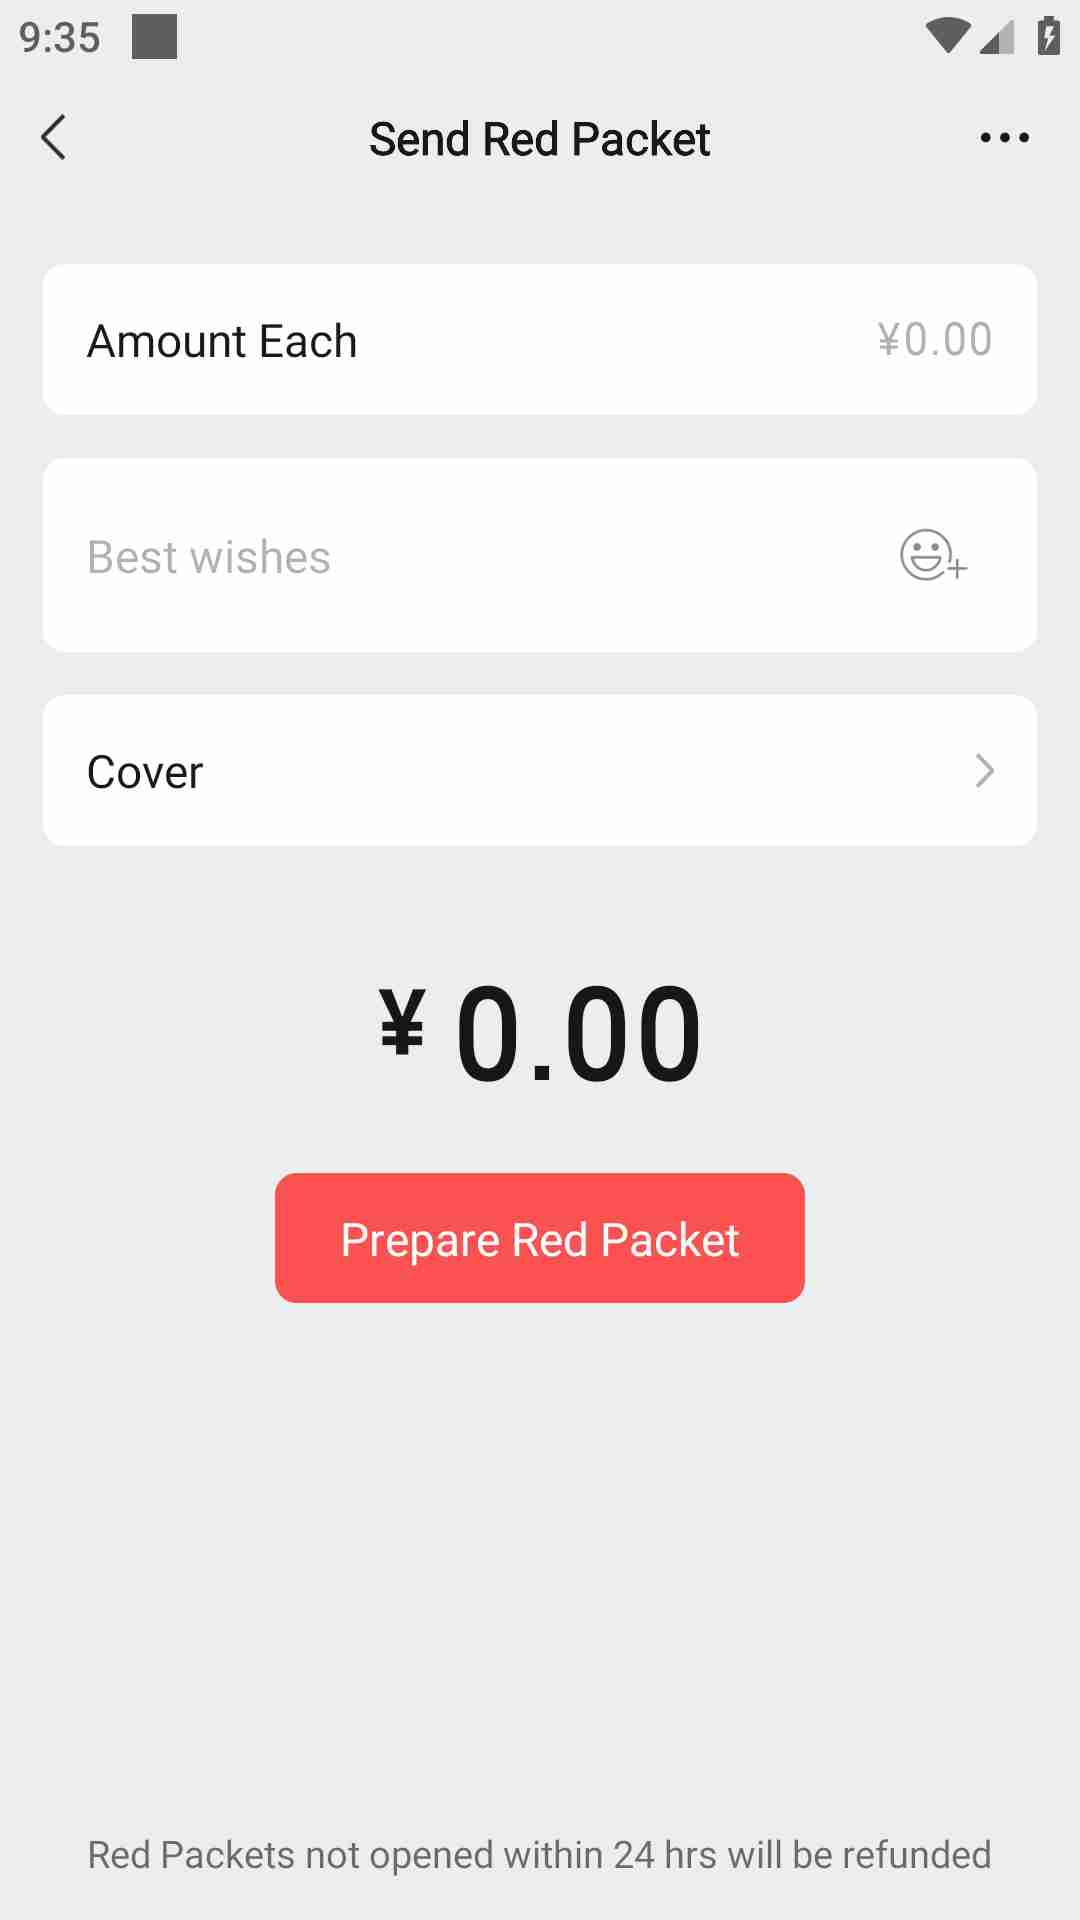 9:35
Send Red Packet
Amount Each ¥0.00
Best wishes
Cover
¥ 0.00
Prepare Red Packet
Red Packets not opened within 24 hrs will be refunded